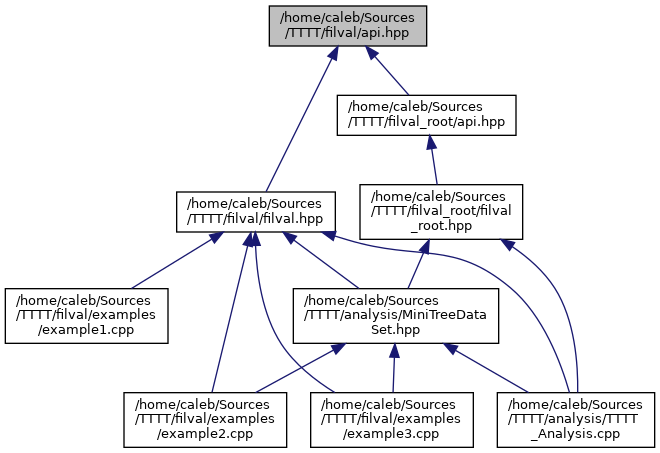 /home/caleb/Sources
/TTTT/filval/api.hpp
/home/caleb/Sources
/TTTT/filval_root/api.hpp
/home/caleb/Sources
/TTTT/filval/filval.hpp
/home/caleb/Sources
/TTTT/filval_root/filval
_root.hpp
/home/caleb/Sources
/TTTT/filval/examples
/example1.cpp
/home/caleb/Sources
/TTTT/analysis/MiniTreeData
Set.hpp
/home/caleb/Sources
/TTTT/filval/examples
/example2.cpp
/home/caleb/Sources
/TTTT/filval/examples
/example3.cpp
/home/caleb/Sources
/TTTT/analysis/TTTT
_Analysis.cpp